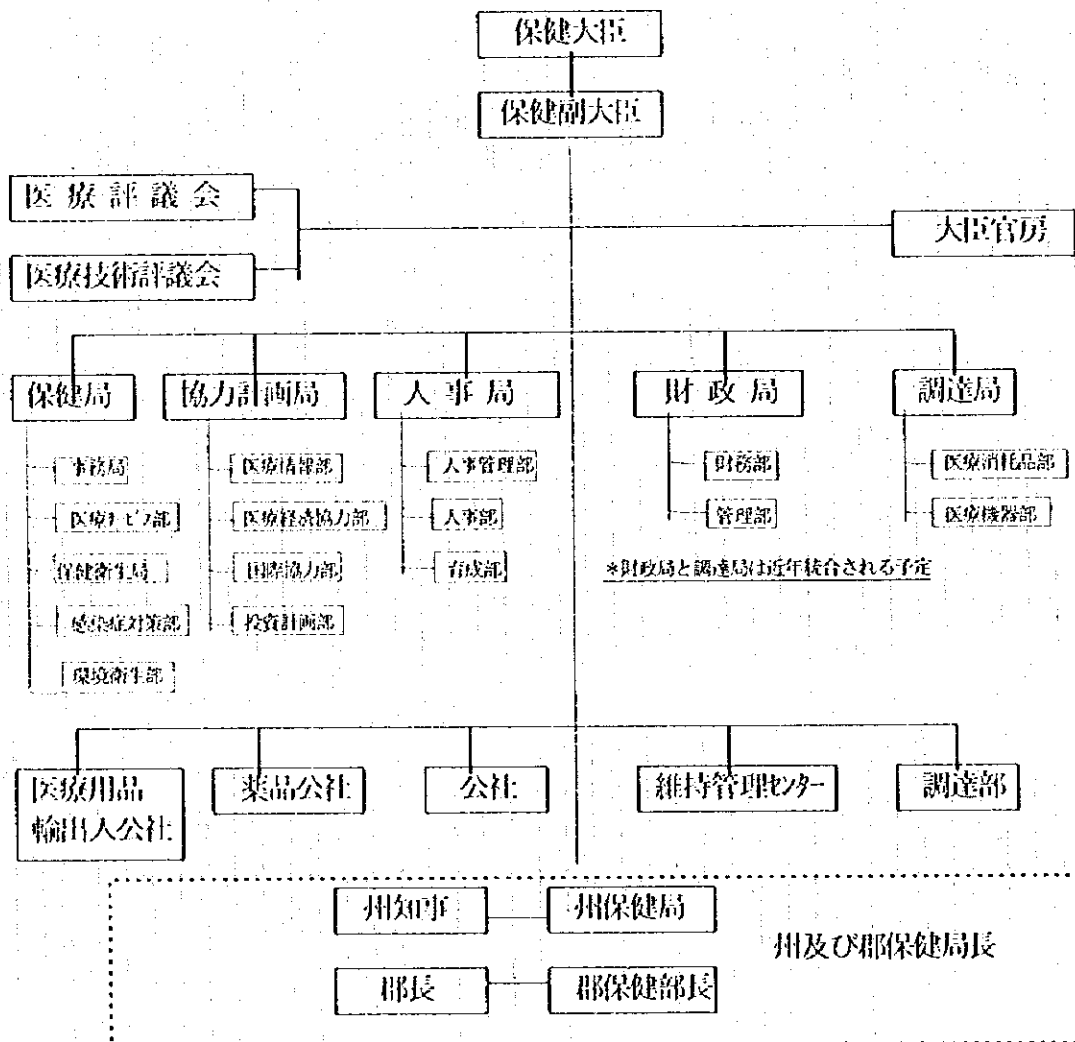 保健大臣
保健副大臣
医療評議会
大臣官房
医療技術評議会
保健局
協力計画局
人事局
財政局
調達局
事務局
医療サービス部
保健衛生局
感染症対策部
環境衛生部
医療情報部
医療経済協力部
国際協力部
投資計画部
人事管理部
人事部
育成部
財務部
管理部
医療消耗品部
医療機器部
*財政局と調達局は近年統合される予定
医療用品
輸出入公社
薬品公社
公社
維持管理センター
調達部
州知事
州保健局
州及び郡保健局長
郡長
郡保健部長